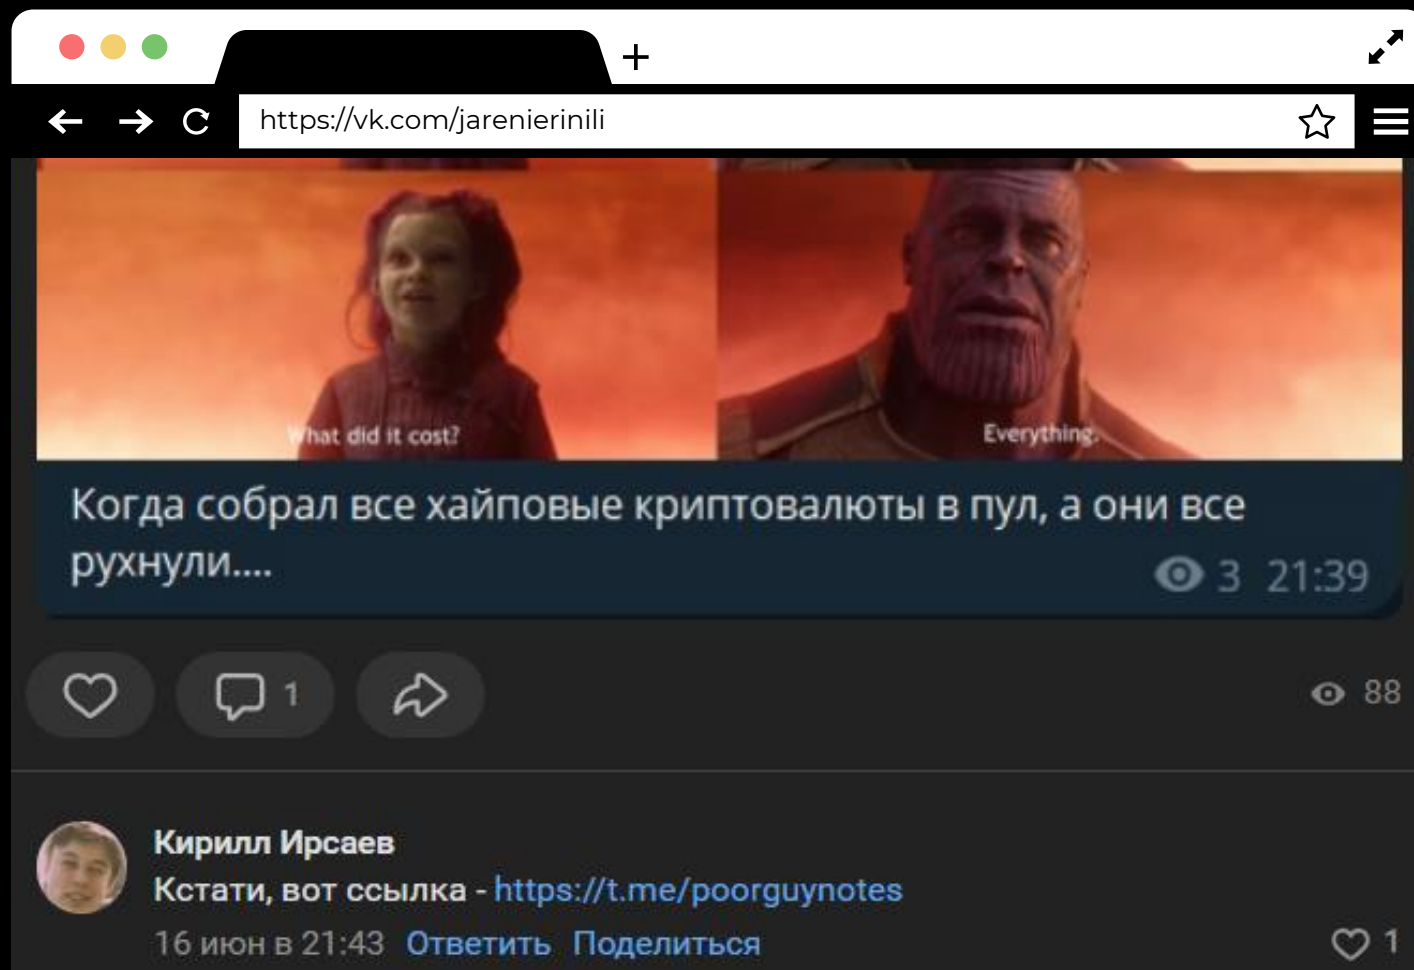 https://vk.com/jarenierinili
What did it cost?
Everything.
Когда собрал все хайповые криптовалюты в пул, а они все
рухнули....
3 21:39
1
88
Кирилл Ирсаев
Кстати, вот ссылка - https://t.me/poorguynotes
16 июн в 21:43 Ответить Поделиться
1